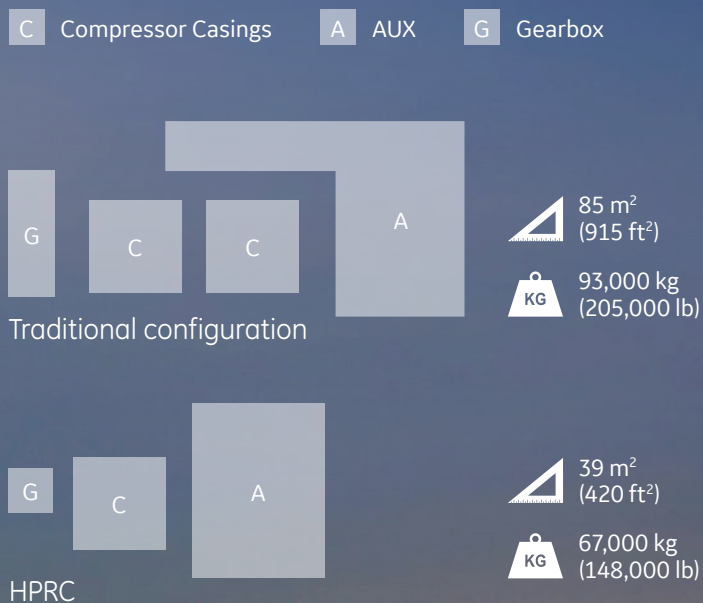 C Compressor Casings A AUX G Gearbox
G
C
C
A
85 m²
(915 ft²)
KG
93,000 kg
(205,000 lb)
Traditional configuration
G
C
A
39 m²
(420 ft²)
KG
67,000 kg
(148,000 lb)
HPRC